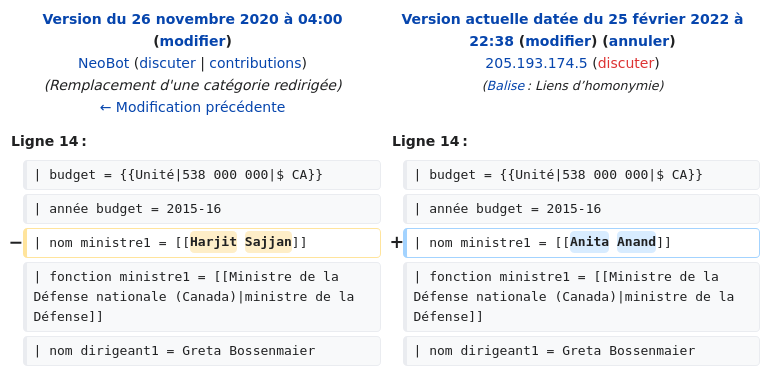 Version du 26 novembre 2020 à 04:00
(modifier)
NeoBot (discuter | contributions)
(Remplacement d'une catégorie redirigée)
← Modification précédente
Ligne 14 :
| budget = {{Unité|538 000 000|$ CA}}
| année budget = 2015-16
− | nom ministre1 = [[Harjit Sajjan]]
| fonction ministre1 = [[Ministre de la
Défense nationale (Canada)|ministre de la
Défense]]
| nom dirigeant1 = Greta Bossenmaier
Version actuelle datée du 25 février 2022 à
22:38 (modifier) (annuler)
205.193.174.5 (discuter)
(Balise : Liens d’homonymie)
Ligne 14 :
| budget = {{Unité|538 000 000|$ CA}}
| année budget = 2015-16
+ | nom ministre1 = [[Anita Anand]]
| fonction ministre1 = [[Ministre de la
Défense nationale (Canada)|ministre de la
Défense]]
| nom dirigeant1 = Greta Bossenmaier